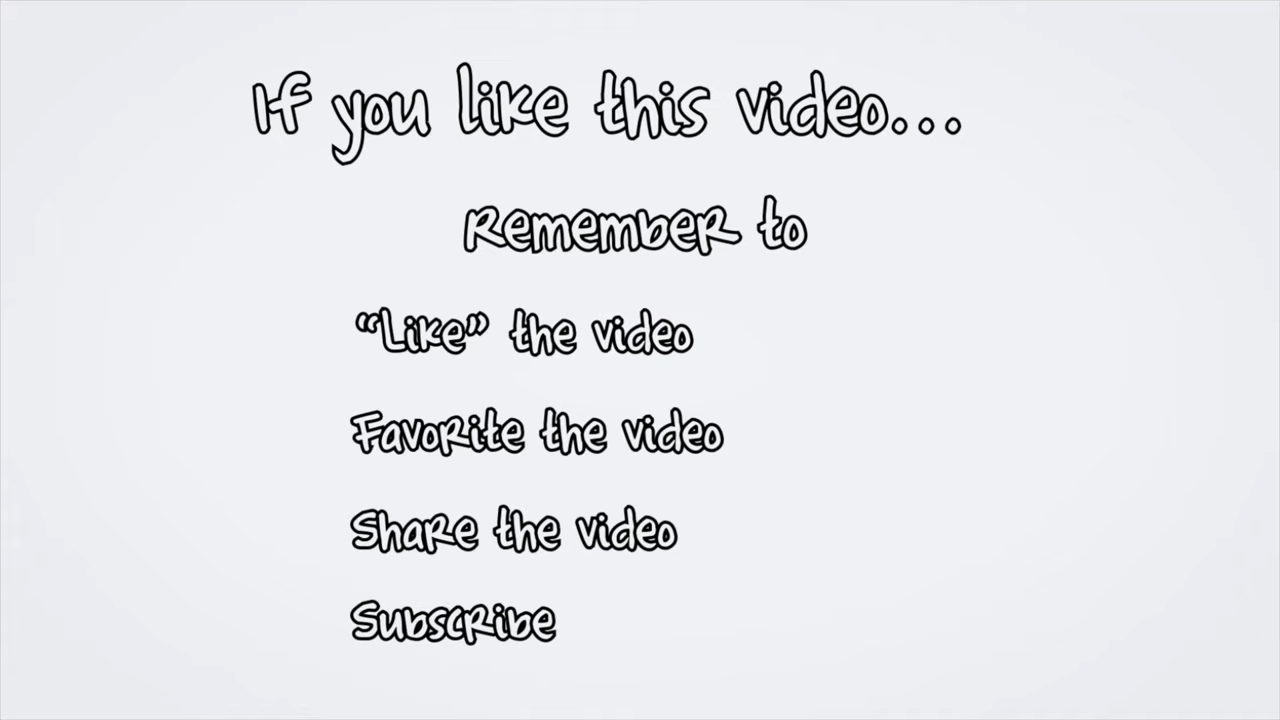 If you like this video...
Remember to
“Like” the video
Favorite the video
Share the video
Subscribe